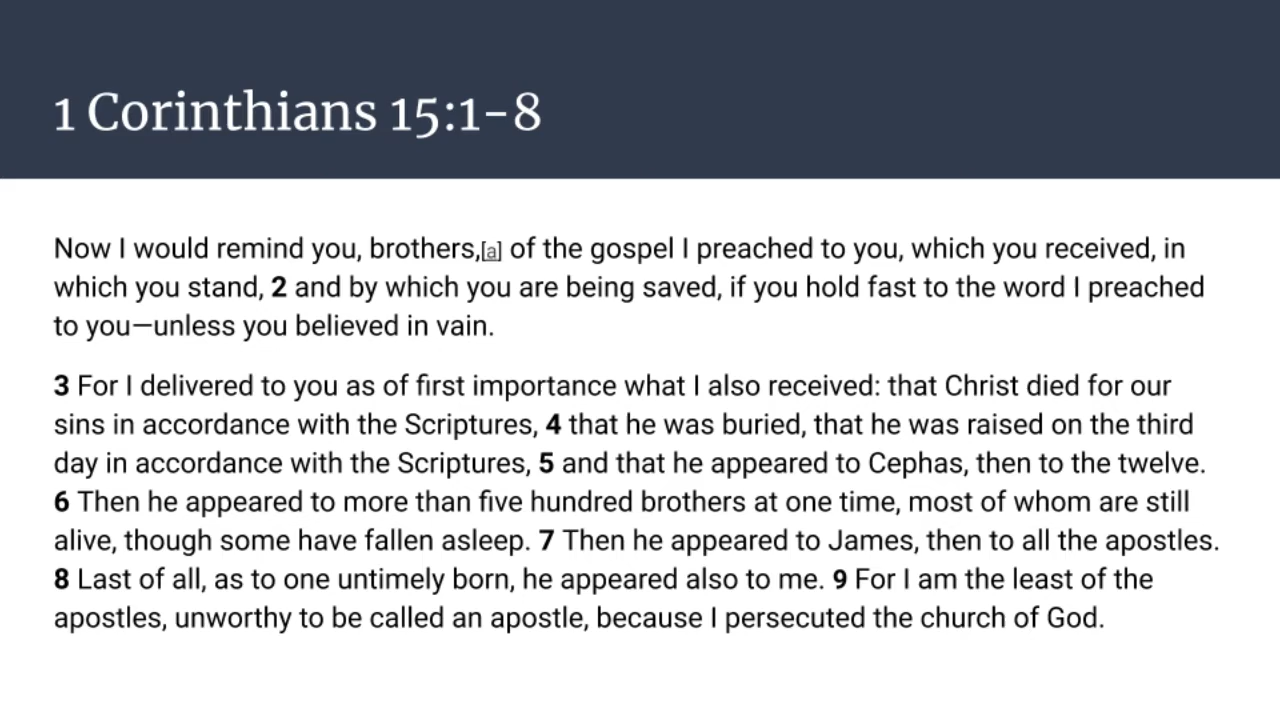 1 Corinthians 15:1-8
Now I would remind you, brothers,[a] of the gospel I preached to you, which you received, in
which you stand, 2 and by which you are being saved, if you hold fast to the word I preached
to you—unless you believed in vain.
3 For I delivered to you as of first importance what I also received: that Christ died for our
sins in accordance with the Scriptures, 4 that he was buried, that he was raised on the third
day in accordance with the Scriptures, 5 and that he appeared to Cephas, then to the twelve.
6 Then he appeared to more than five hundred brothers at one time, most of whom are still
alive, though some have fallen asleep. 7 Then he appeared to James, then to all the apostles.
8 Last of all, as to one untimely born, he appeared also to me. 9 For I am the least of the
apostles, unworthy to be called an apostle, because I persecuted the church of God.